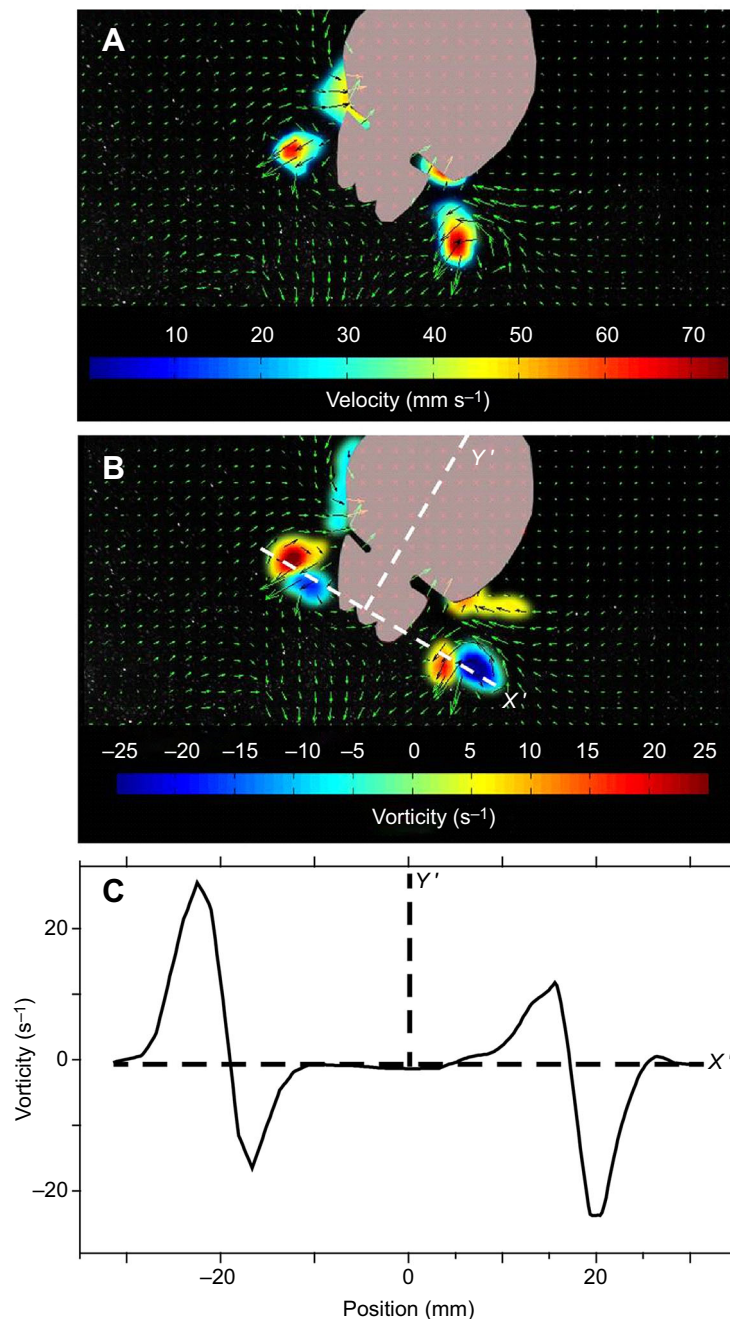 A
10 20 30 40 50 60 70
Velocity (mm s–1)
B
Y'
X'
–25 –20 –15 –10 –5 0 5 10 15 20 25
Vorticity (s–1)
C
Y'
20
0
X'
–20
Vorticity (s–1)
–20 0 20
Position (mm)